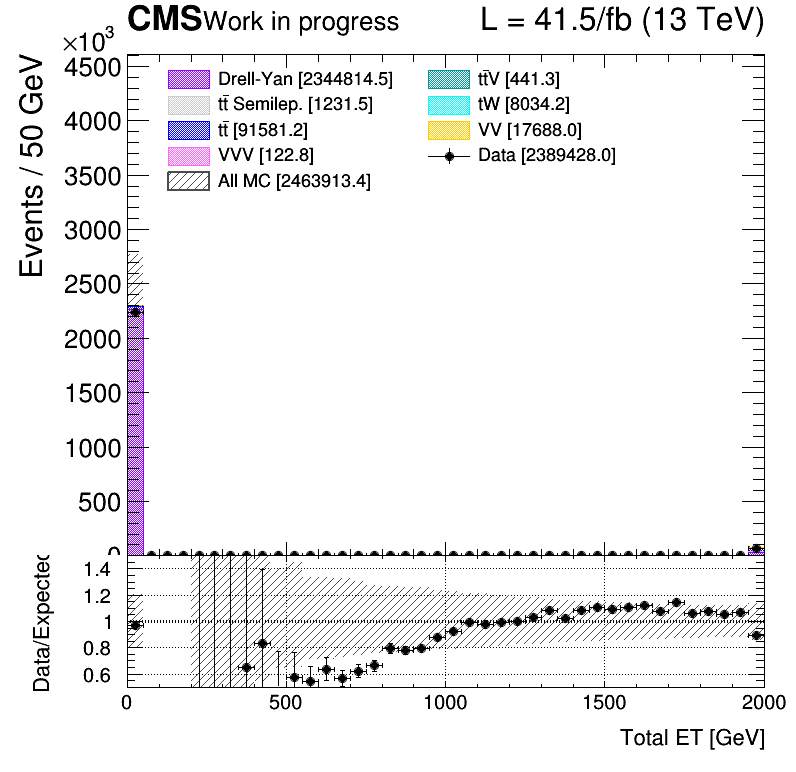 CMS Work in progress L = 41.5/fb (13 TeV)
×10³
Events / 50 GeV
4500
4000
3500
3000
2500
2000
1500
1000
500
0
Drell-Yan [2344814.5]
tt̄ Semilep. [1231.5]
tt̄ [91581.2]
VVV [122.8]
All MC [2463913.4]
tt̄V [441.3]
tW [8034.2]
VV [17688.0]
Data [2389428.0]
Data/Expected
1.4
1.2
1
0.8
0.6
0 500 1000 1500 2000
Total ET [GeV]